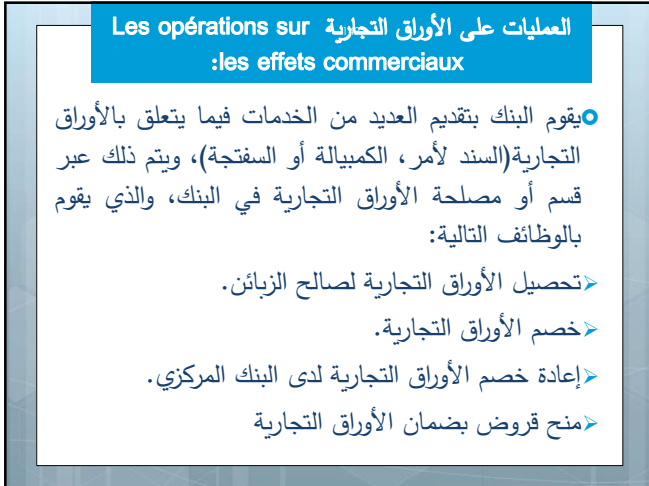 العمليات على الأوراق التجارية Les opérations sur
les effets commerciaux:
يقوم البنك بتقديم العديد من الخدمات فيما يتعلق بالأوراق
التجارية(السند لأمر، الكمبيالة أو السفتجة)، ويتم ذلك عبر
قسم أو مصلحة الأوراق التجارية في البنك، والذي يقوم
بالوظائف التالية:
تحصيل الأوراق التجارية لصالح الزبائن.
خصم الأوراق التجارية.
إعادة خصم الأوراق التجارية لدى البنك المركزي.
منح قروض بضمان الأوراق التجارية